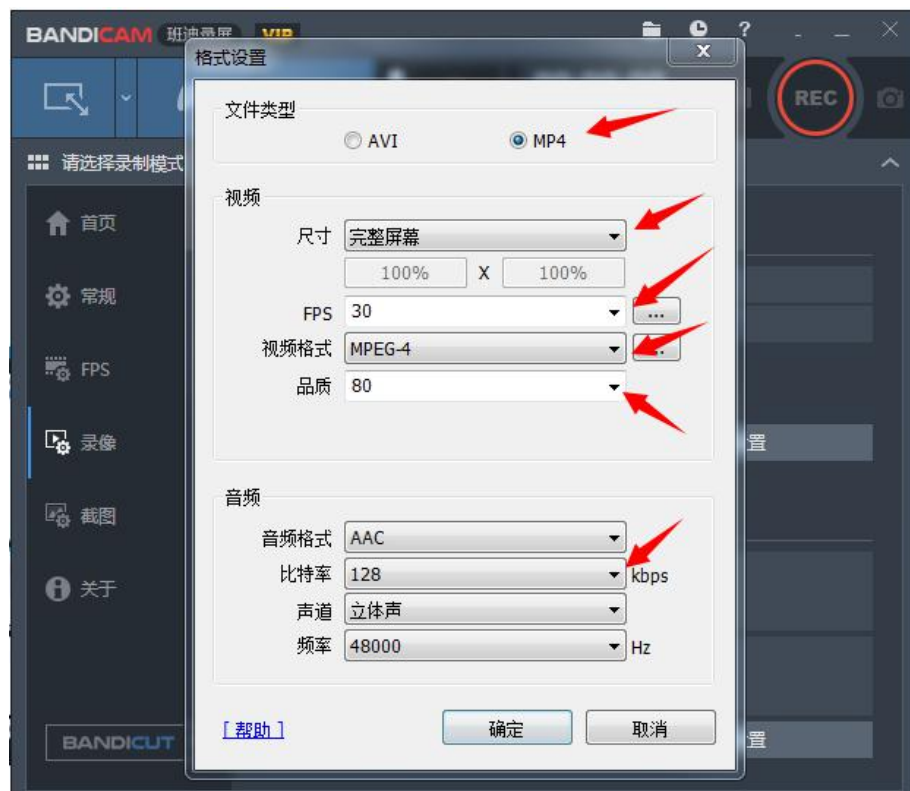 BANDICAM 班迪录屏 VIP
格式设置
REC
文件类型
AVI
MP4
请选择录制模式
视频
尺寸 完整屏幕
100% X 100%
首页
FPS 30 ...
常规
视频格式 MPEG-4
FPS
品质 80
录像
置
音频
截图
音频格式 AAC
比特率 128 kbps
关于
声道 立体声
频率 48000 Hz
[帮助]
确定
取消
BANDICUT
置